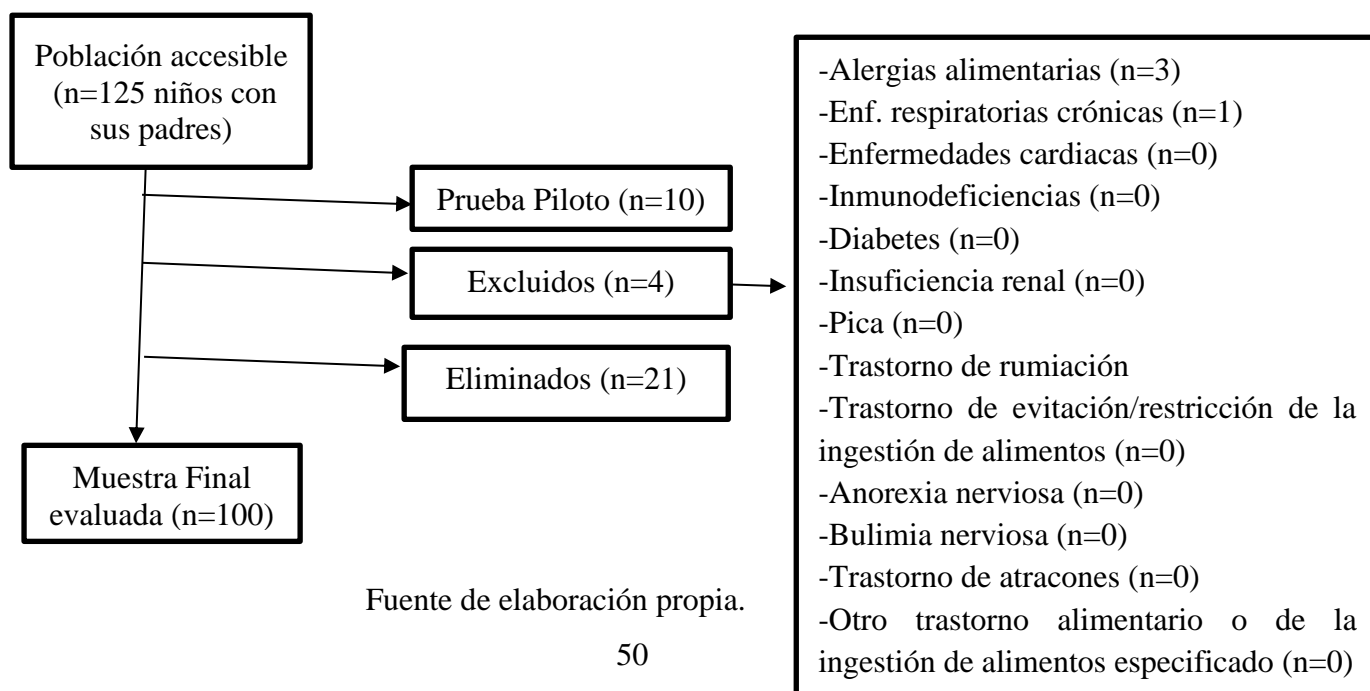 Población accesible
(n=125 niños con
sus padres)
Prueba Piloto (n=10)
Excluidos (n=4)
Eliminados (n=21)
Muestra Final
evaluada (n=100)
-Alergias alimentarias (n=3)
-Enf. respiratorias crónicas (n=1)
-Enfermedades cardiacas (n=0)
-Inmunodeficiencias (n=0)
-Diabetes (n=0)
-Insuficiencia renal (n=0)
-Pica (n=0)
-Trastorno de rumiación
-Trastorno de evitación/restricción de la
ingestión de alimentos (n=0)
-Anorexia nerviosa (n=0)
-Bulimia nerviosa (n=0)
-Trastorno de atracones (n=0)
-Otro trastorno alimentario o de la
ingestión de alimentos especificado (n=0)
Fuente de elaboración propia.
50